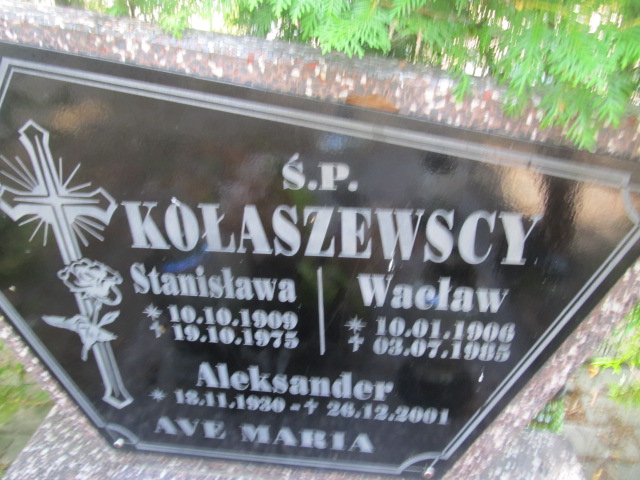 Ś.P.
KOŁASZEWSCY
Stanisława Wacław
* 10.10.1909 * 10.01.1906
+ 19.10.1975 + 03.07.1985
Aleksander
* 18.11.1930 - + 26.12.2001
AVE MARIA